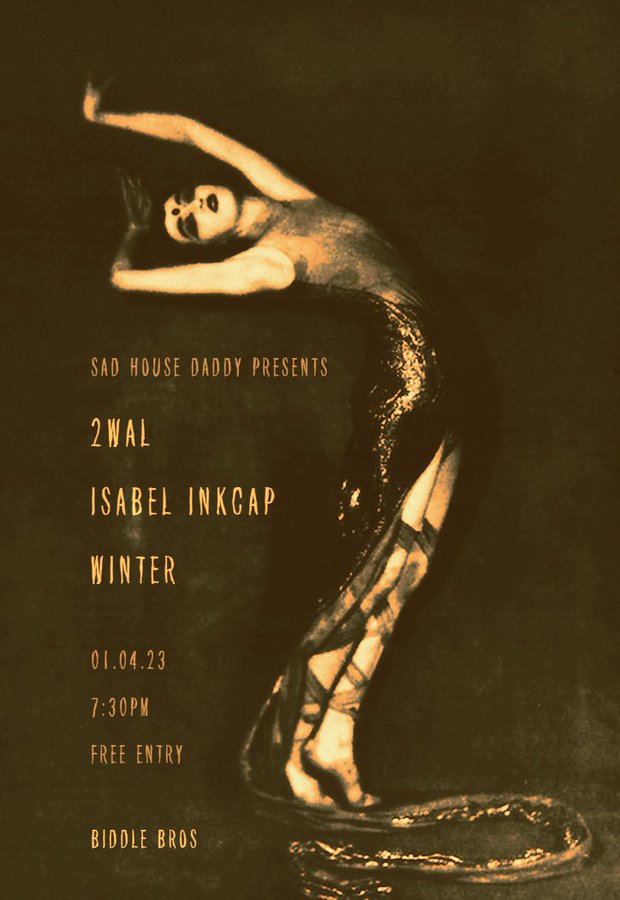 SAD HOUSE DADDY PRESENTS
2WAL
ISABEL INKCAP
WINTER
01.04.23
7:30PM
FREE ENTRY
BIDDLE BROS